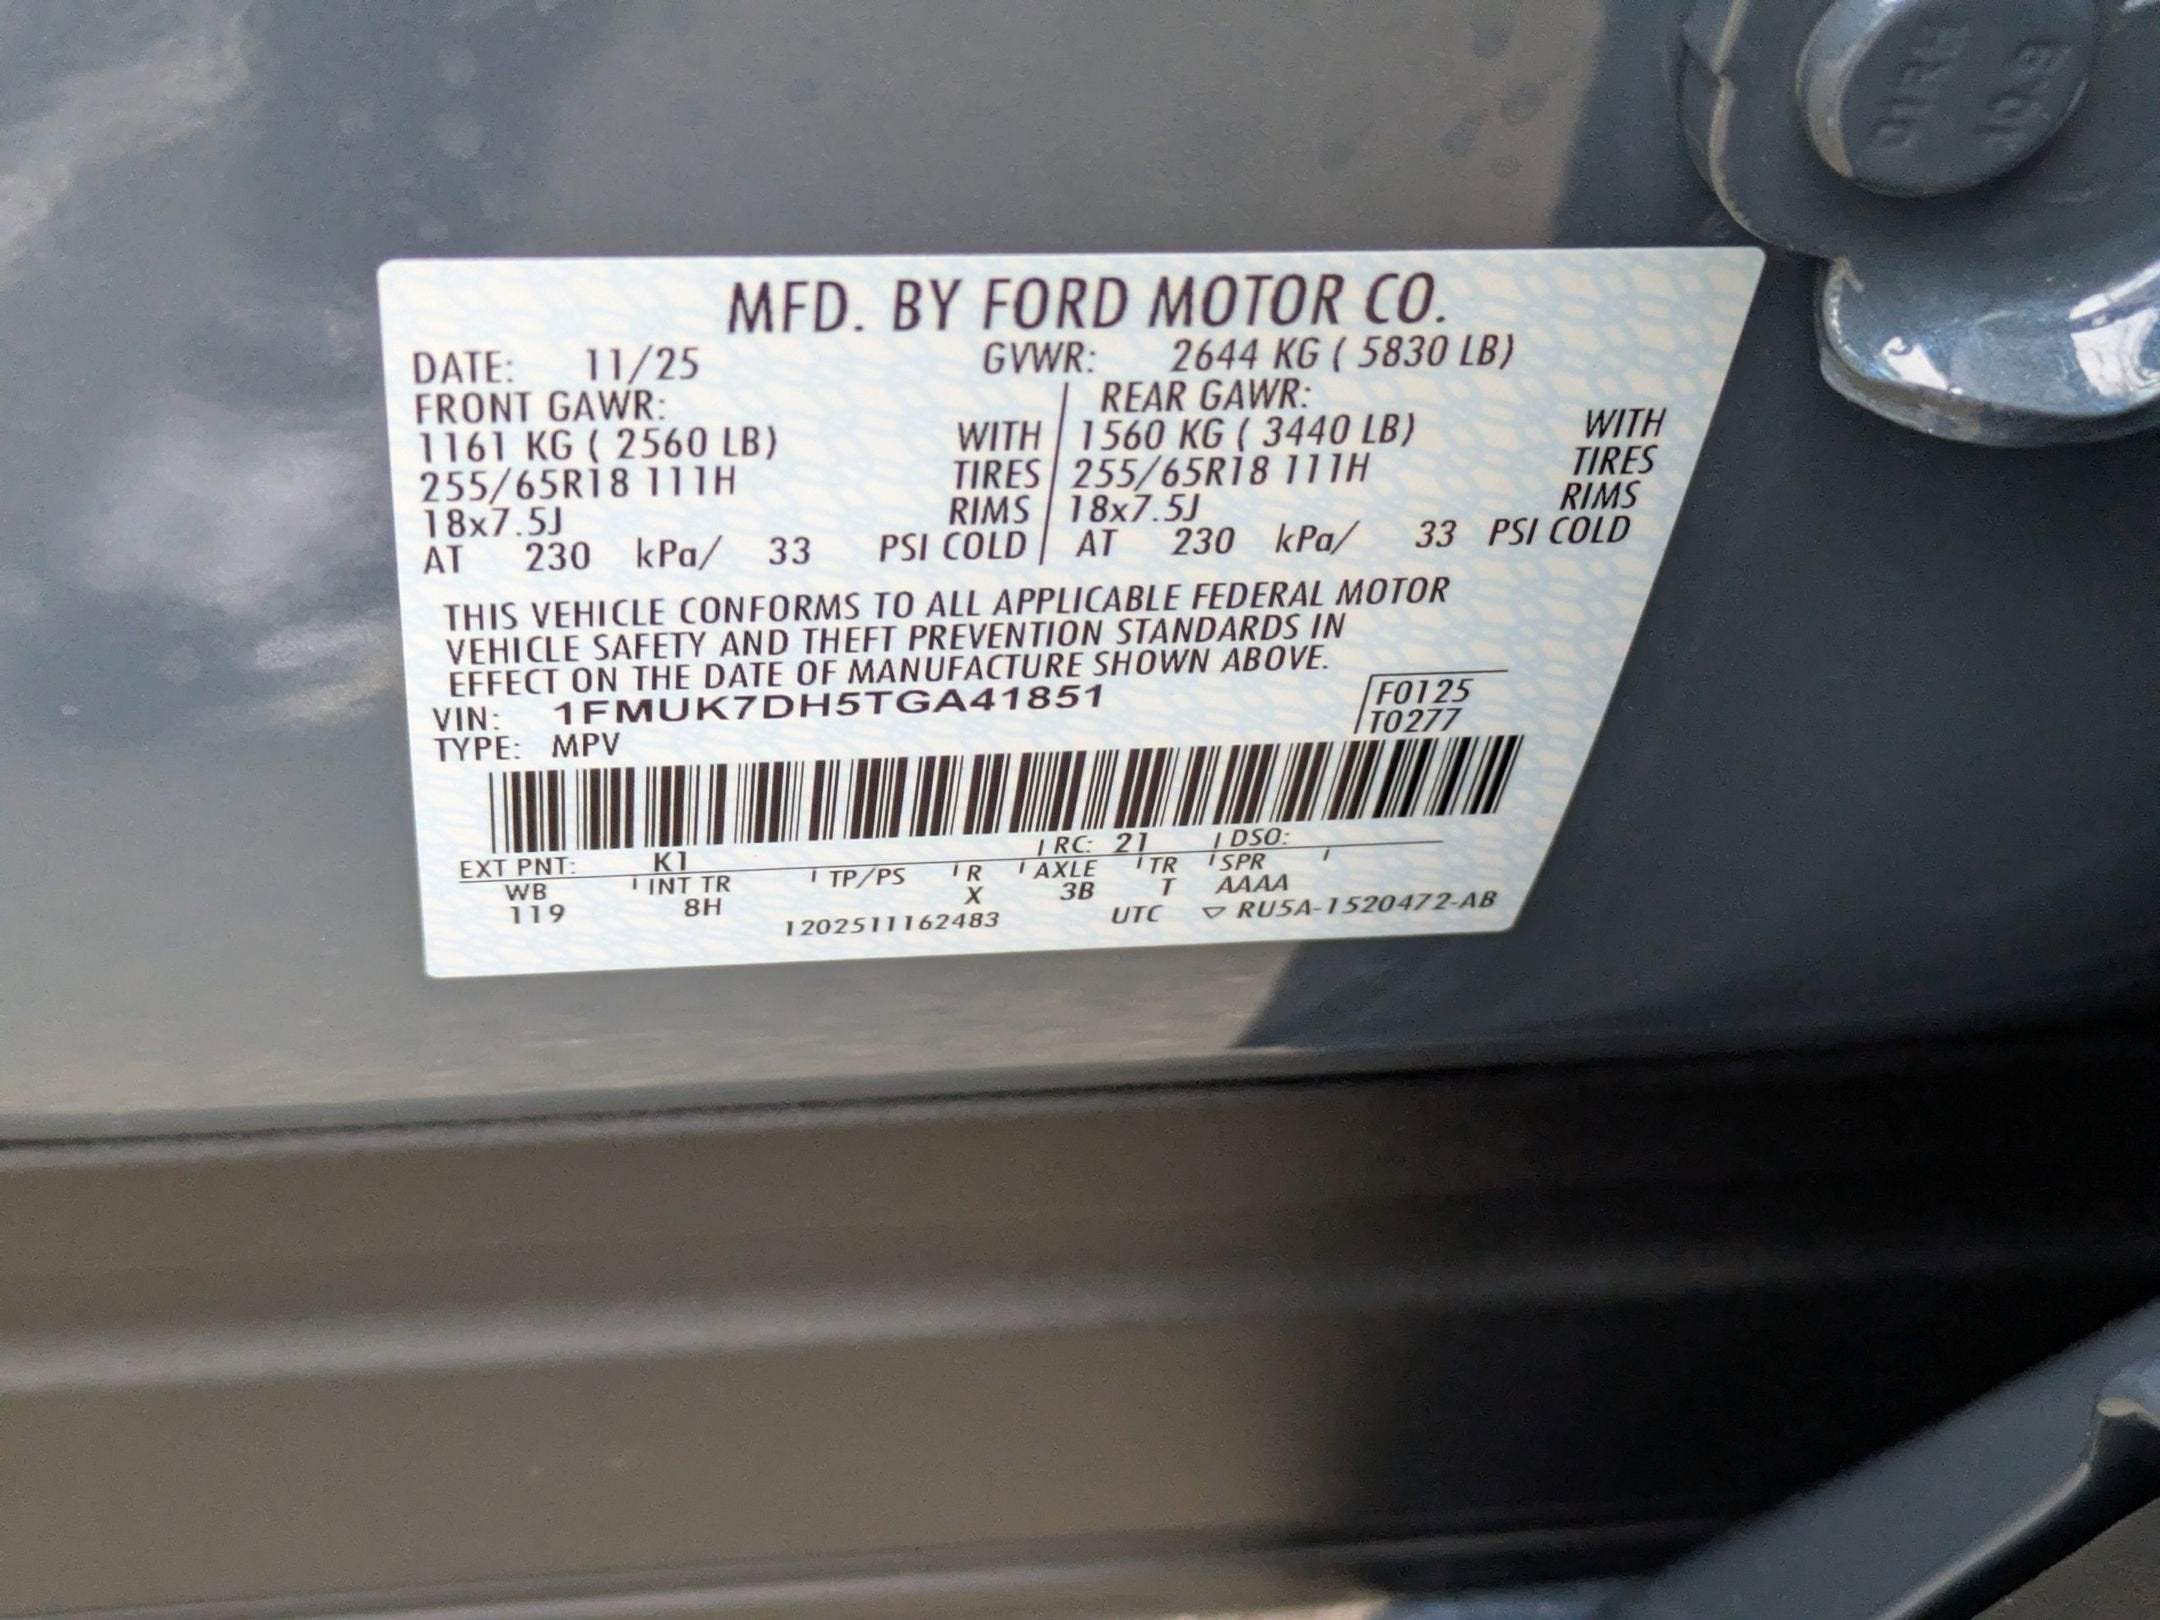 MFD. BY FORD MOTOR CO.
DATE: 11/25 GVWR: 2644 KG ( 5830 LB)
FRONT GAWR: REAR GAWR:
1161 KG ( 2560 LB) WITH 1560 KG ( 3440 LB) WITH
255/65R18 111H TIRES 255/65R18 111H TIRES
18x7.5J RIMS 18x7.5J RIMS
AT 230 kPa/ 33 PSI COLD AT 230 kPa/ 33 PSI COLD
THIS VEHICLE CONFORMS TO ALL APPLICABLE FEDERAL MOTOR
VEHICLE SAFETY AND THEFT PREVENTION STANDARDS IN
EFFECT ON THE DATE OF MANUFACTURE SHOWN ABOVE.
VIN: 1FMUK7DH5TGA41851 F0125
TYPE: MPV T0277
EXT PNT: K1 RC: 21 DSO:
WB INT TR TP/PS R AXLE TR SPR
119 8H X 3B T AAAA
1202511162483 UTC ▽ RU5A-1520472-AB